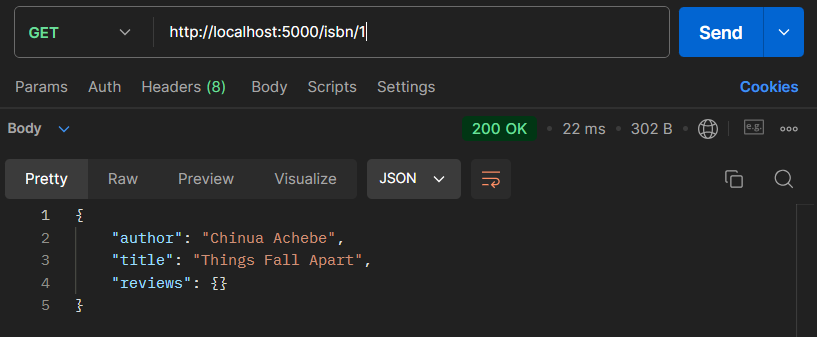 GET http://localhost:5000/isbn/1 Send
Params Auth Headers (8) Body Scripts Settings Cookies
Body 200 OK 22 ms 302 B e.g.
Pretty Raw Preview Visualize JSON
1 {
2 "author": "Chinua Achebe",
3 "title": "Things Fall Apart",
4 "reviews": {}
5 }